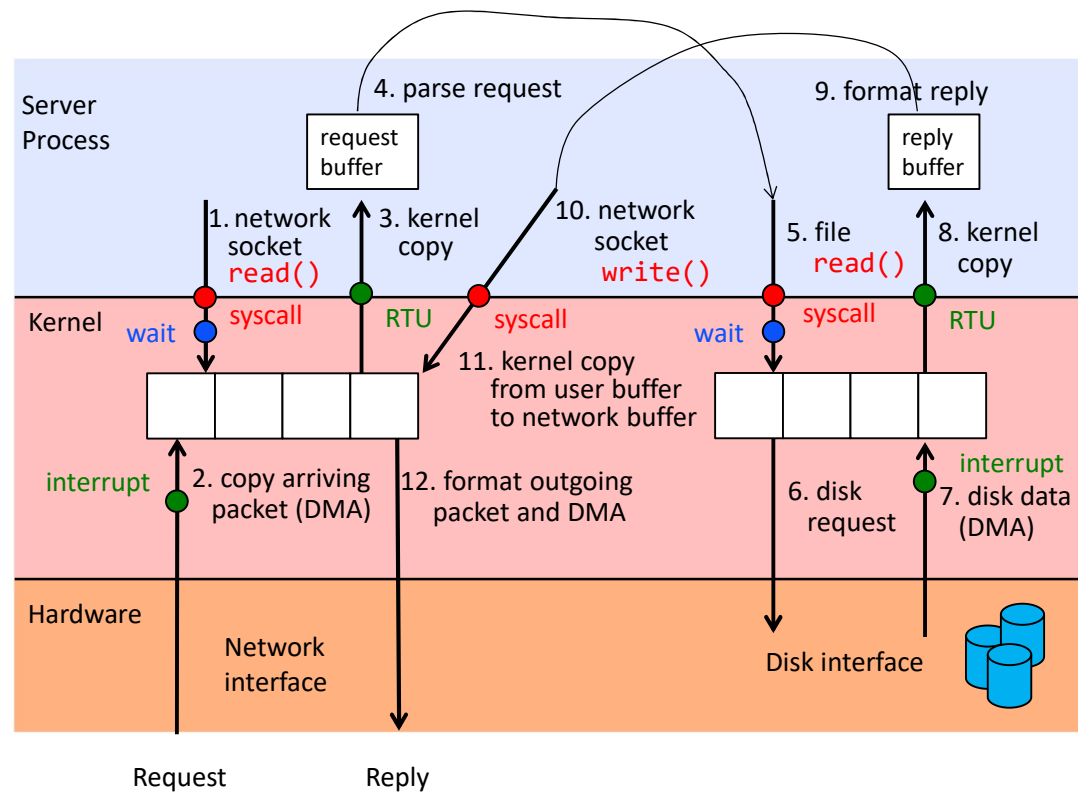 Server
Process
4. parse request
9. format reply
request
buffer
reply
buffer
1. network
socket
read()
3. kernel
copy
10. network
socket
write()
5. file
read()
8. kernel
copy
Kernel
wait
syscall
RTU
syscall
wait
syscall
RTU
11. kernel copy
from user buffer
to network buffer
interrupt
2. copy arriving
packet (DMA)
12. format outgoing
packet and DMA
6. disk
request
interrupt
7. disk data
(DMA)
Hardware
Network
interface
Disk interface
Request
Reply